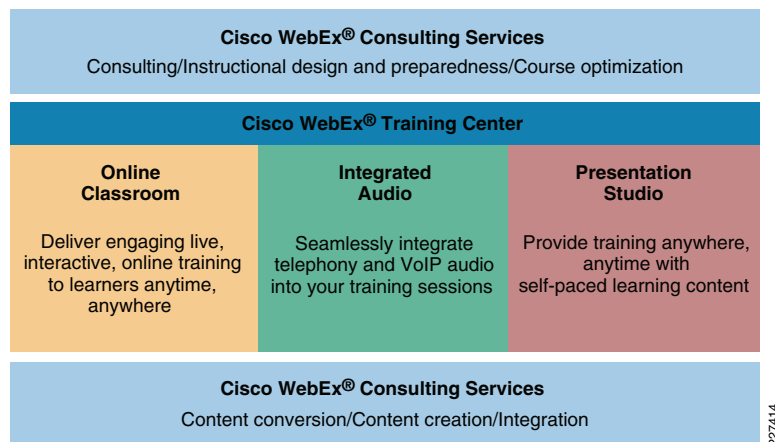 Cisco WebEx® Consulting Services
Consulting/Instructional design and preparedness/Course optimization
Cisco WebEx® Training Center
Online
Classroom
Deliver engaging live,
interactive, online training
to learners anytime,
anywhere
Integrated
Audio
Seamlessly integrate
telephony and VoIP audio
into your training sessions
Presentation
Studio
Provide training anywhere,
anytime with
self-paced learning content
Cisco WebEx® Consulting Services
Content conversion/Content creation/Integration